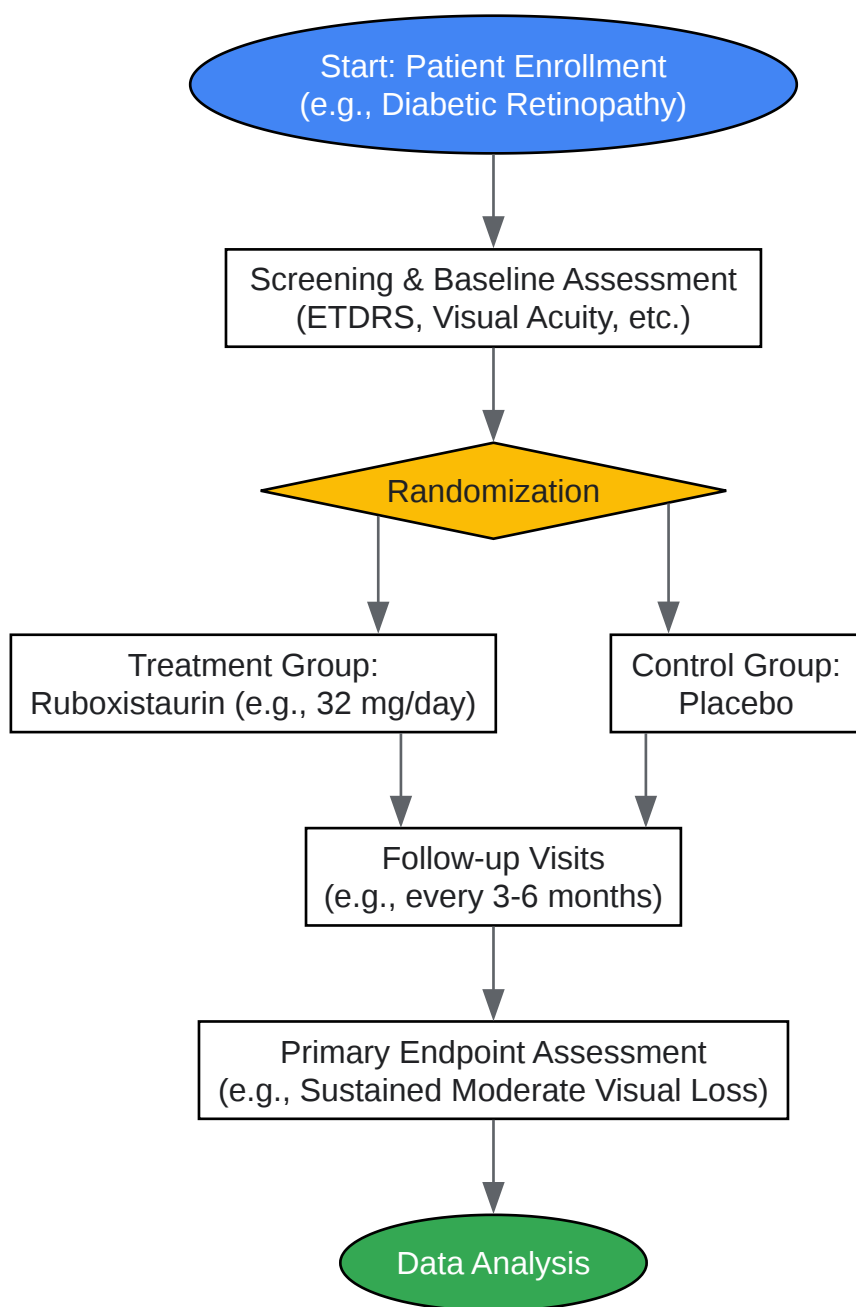 Start: Patient Enrollment
(e.g., Diabetic Retinopathy)
Screening & Baseline Assessment
(ETDRS, Visual Acuity, etc.)
Randomization
Treatment Group:
Ruboxistaurin (e.g., 32 mg/day)
Control Group:
Placebo
Follow-up Visits
(e.g., every 3-6 months)
Primary Endpoint Assessment
(e.g., Sustained Moderate Visual Loss)
Data Analysis